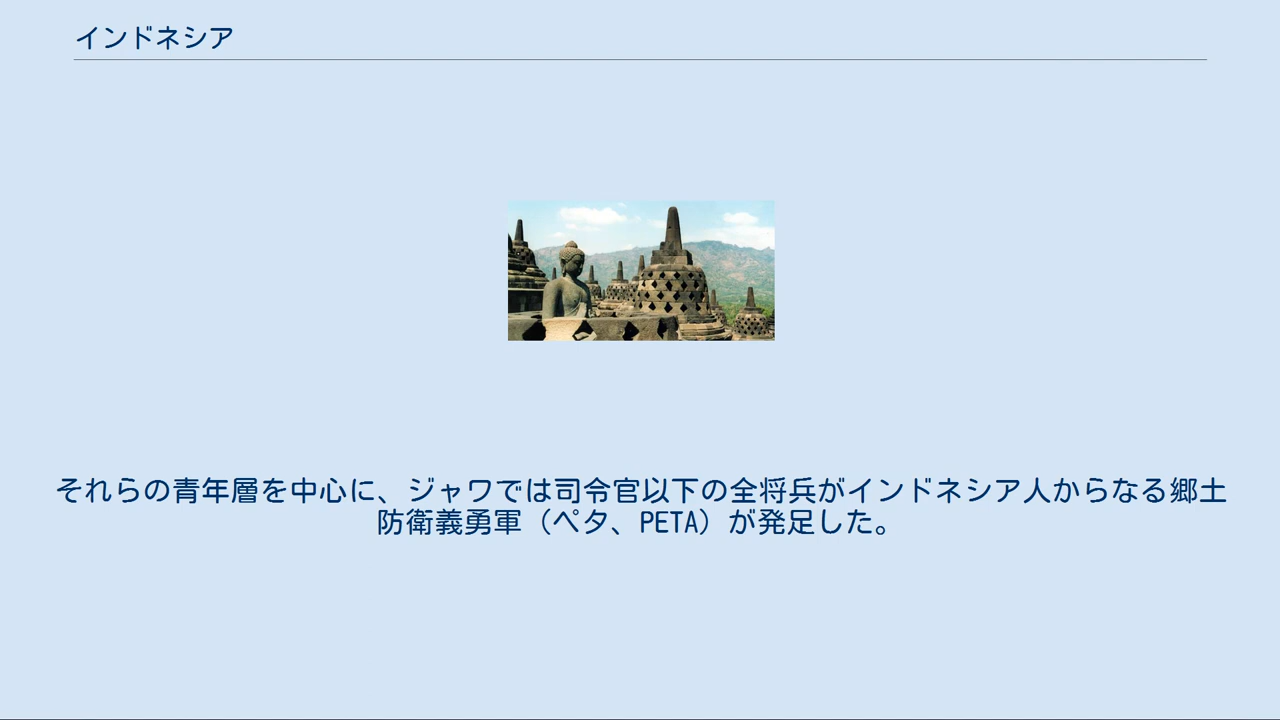 インドネシア
それらの青年層を中心に、ジャワでは司令官以下の全将兵がインドネシア人からなる郷土
防衛義勇軍（ペタ、PETA）が発足した。